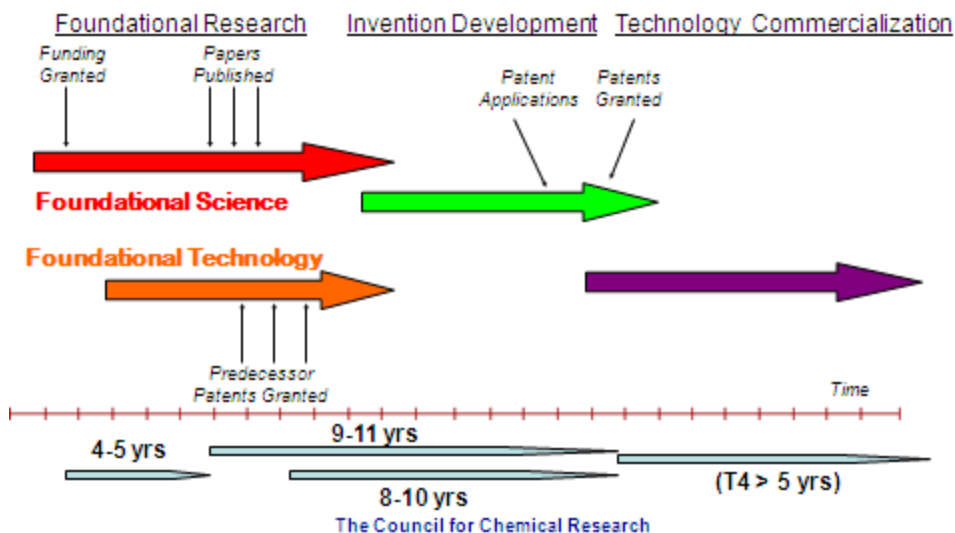 Foundational Research
Invention Development
Technology Commercialization
Funding
Granted
Papers
Published
Patent
Applications
Patents
Granted
Foundational Science
Foundational Technology
Predecessor
Patents Granted
Time
4-5 yrs
9-11 yrs
8-10 yrs
(T4 > 5 yrs)
The Council for Chemical Research